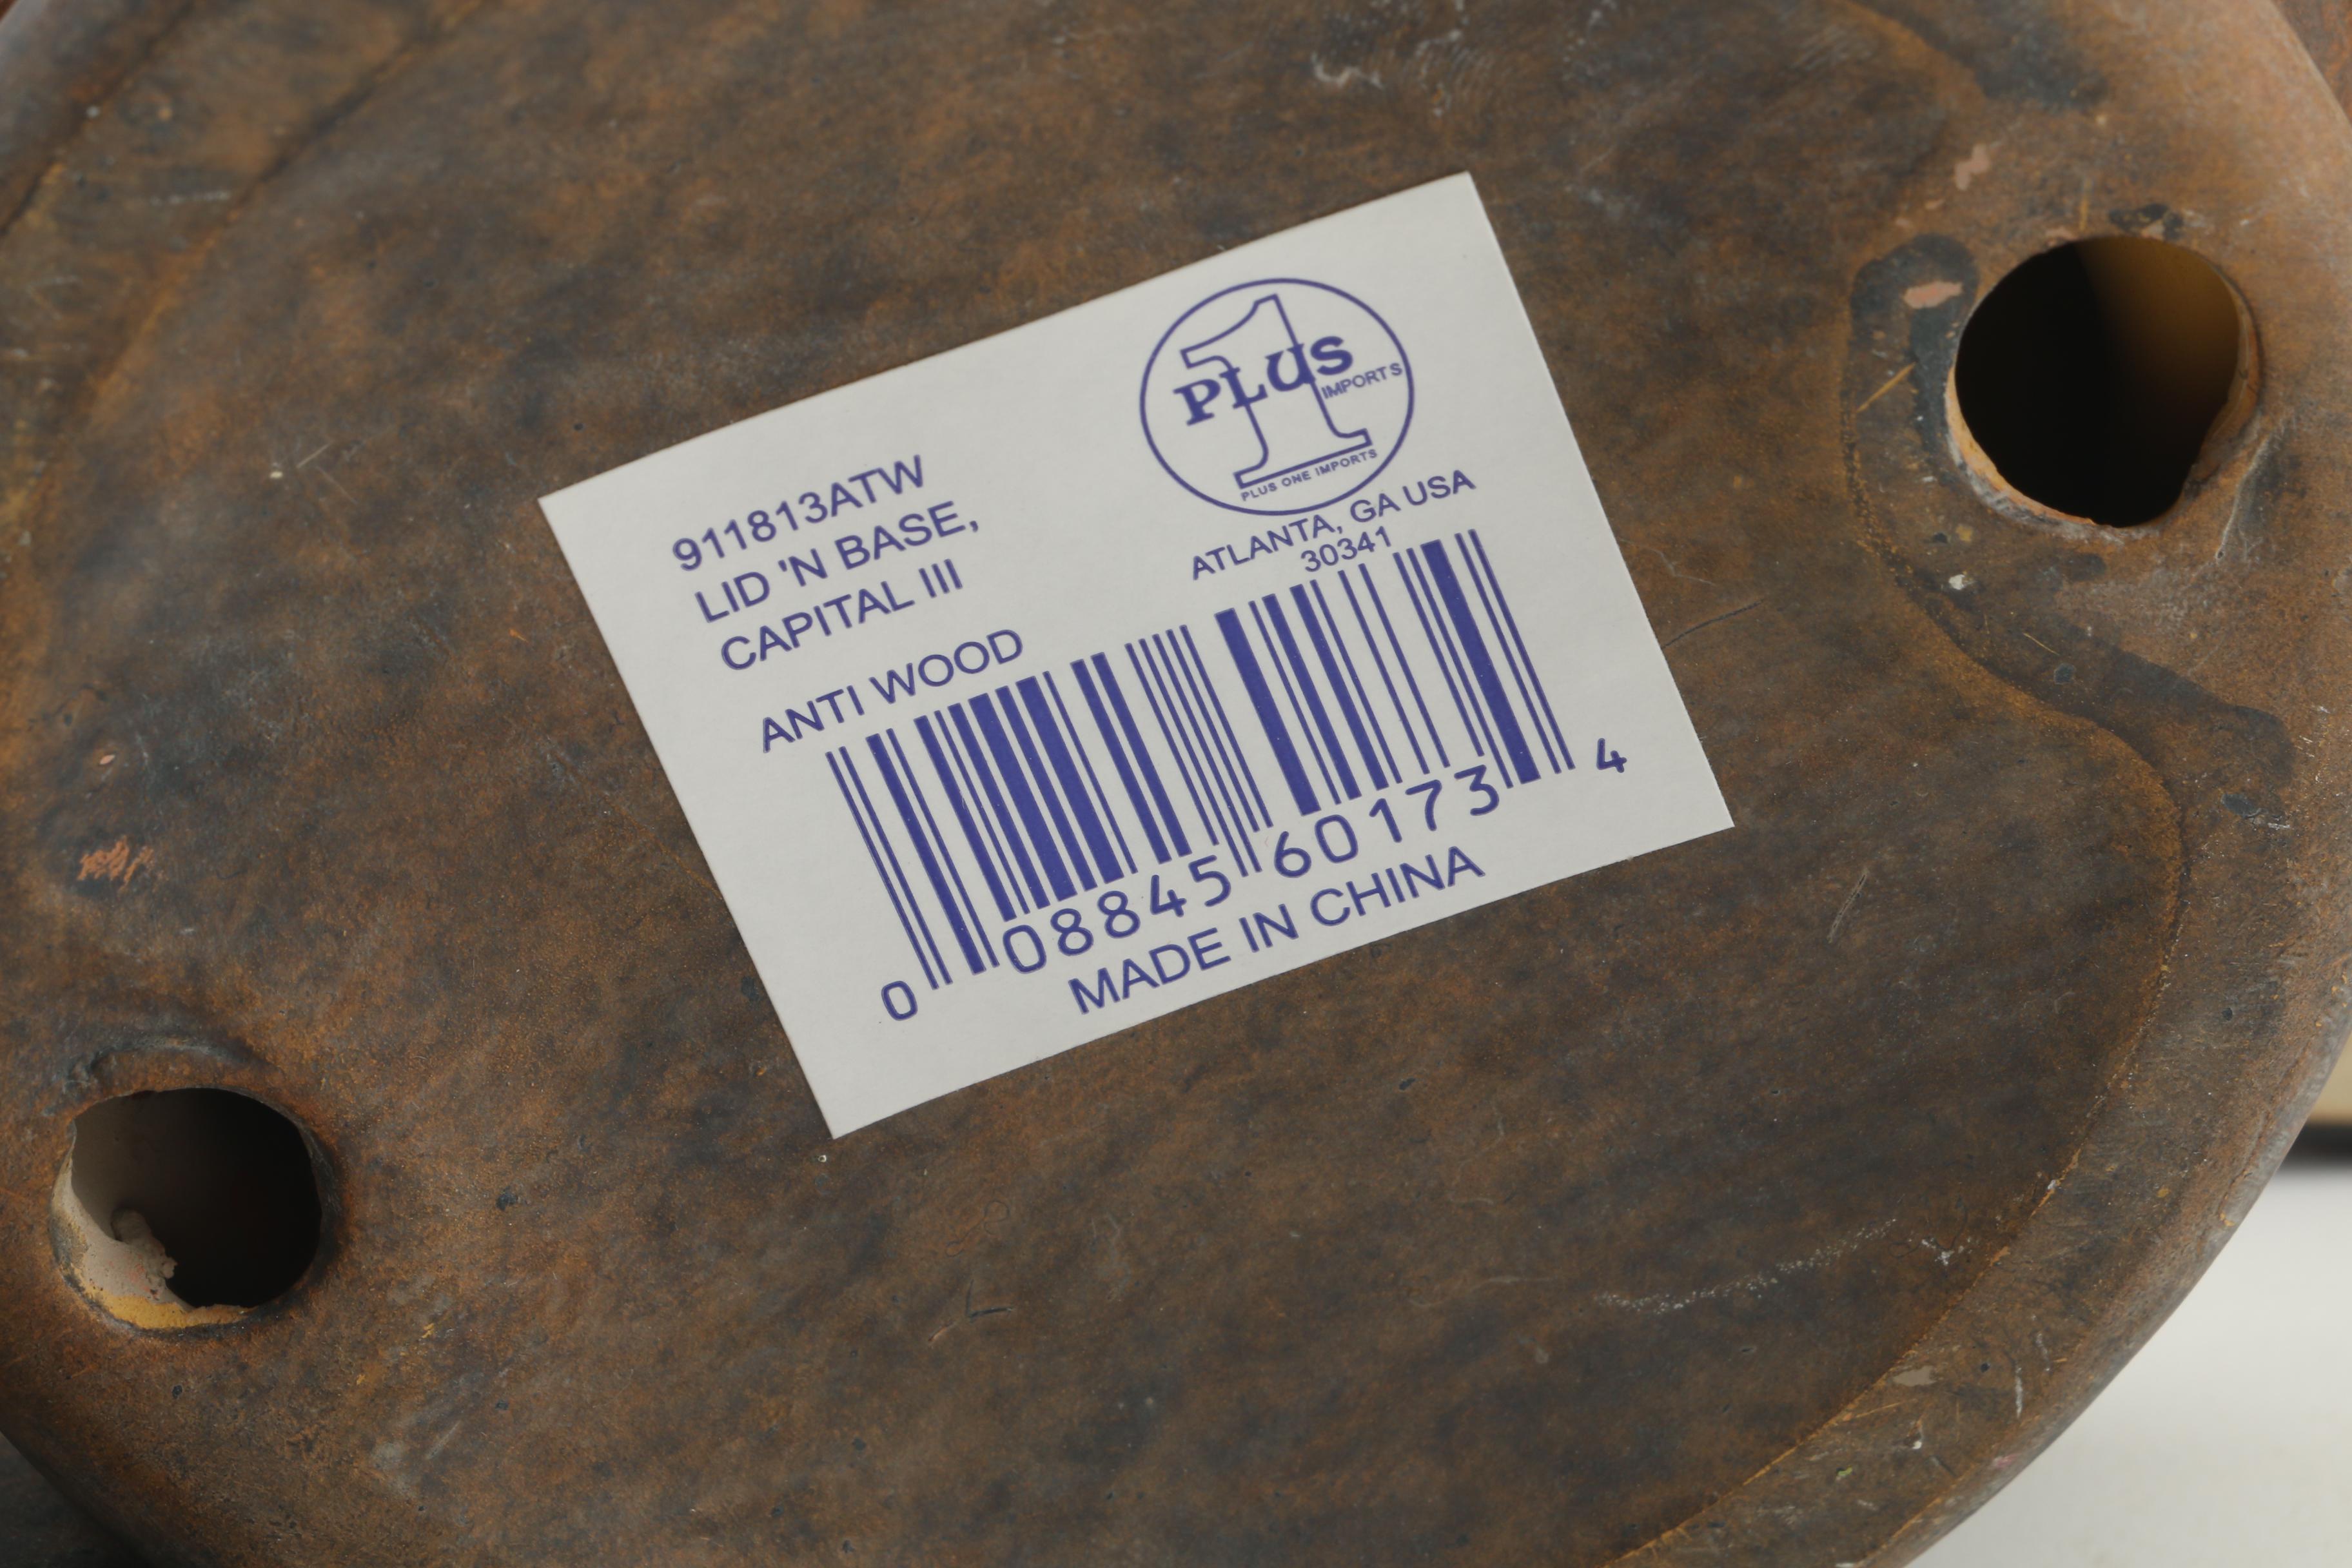 911813ATW
LID 'N BASE,
CAPITAL III
ANTI WOOD
1
PLUS
IMPORTS
PLUS ONE IMPORTS
ATLANTA, GA USA
30341
0 08845 60173 4
MADE IN CHINA